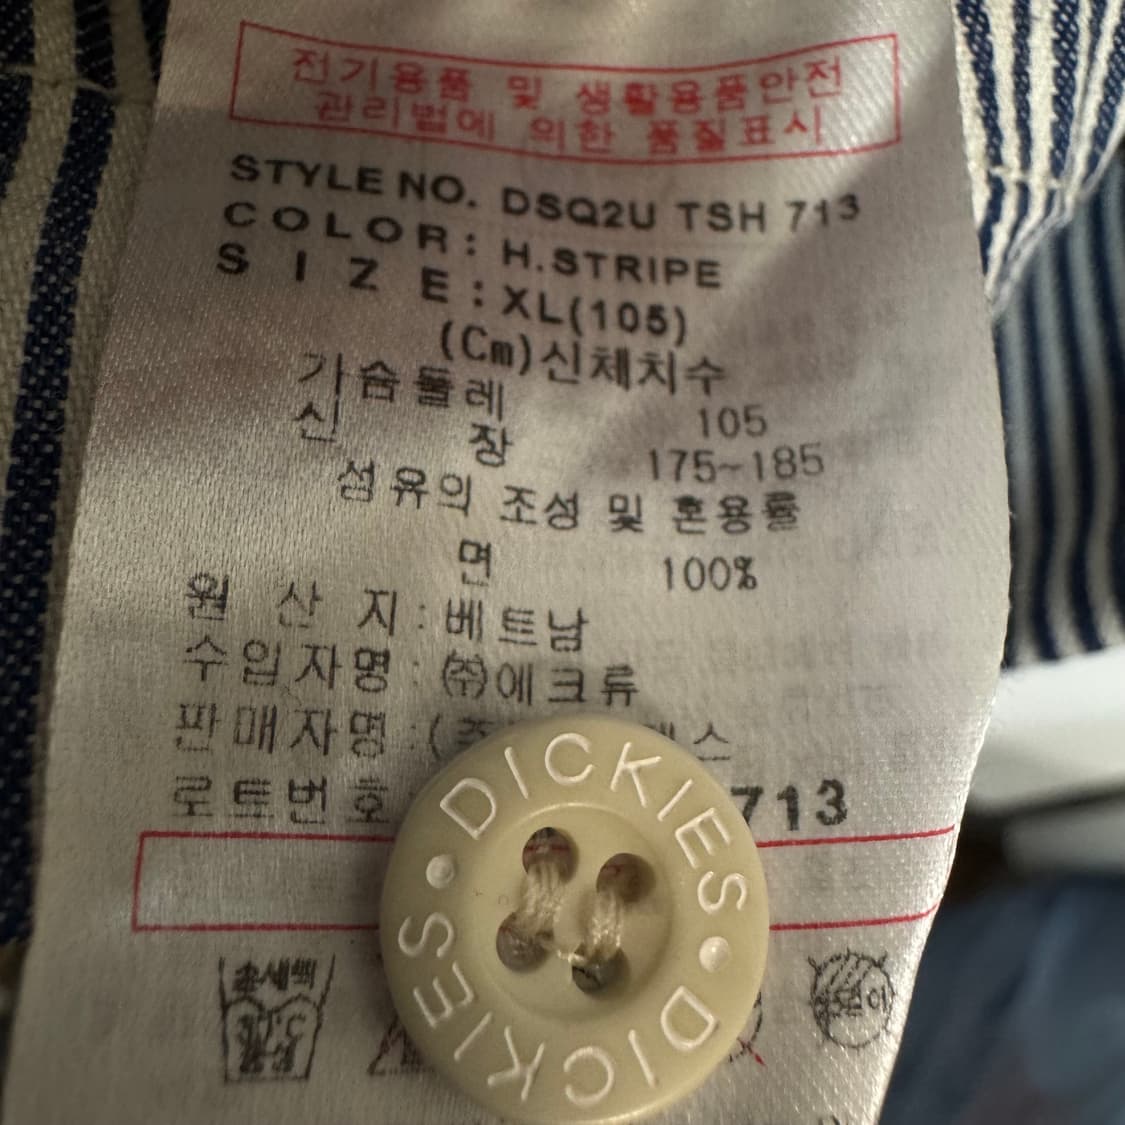 전기용품 및 생활용품안전
관리법에 의한 품질표시
STYLE NO. DSQ2U TSH 713
COLOR: H.STRIPE
SIZE: XL(105)
(Cm)신체치수
가슴둘레 105
신장 175~185
섬유의 조성 및 혼용률
면 100%
원산지: 베트남
수입자명: ㈜에크류
판매자명:
로트번호 713
DICKIES • DICKIES •
손세탁